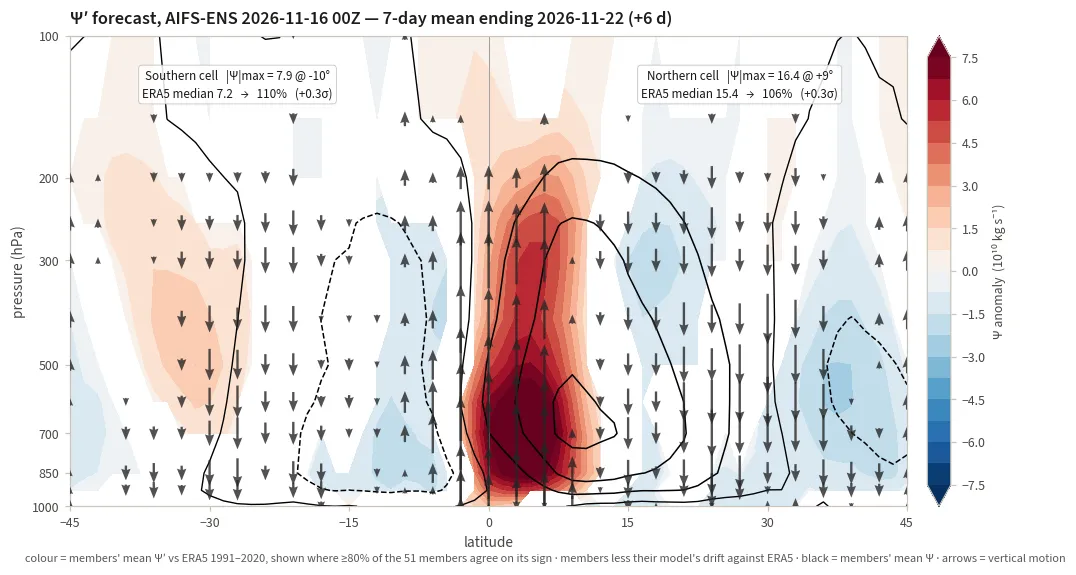 Ψ′ forecast, AIFS-ENS 2026-11-16 00Z — 7-day mean ending 2026-11-22 (+6 d)
Southern cell |Ψ|max = 7.9 @ -10°
ERA5 median 7.2 → 110% (+0.3σ)
Northern cell |Ψ|max = 16.4 @ +9°
ERA5 median 15.4 → 106% (+0.3σ)
pressure (hPa)
100
200
300
400
500
700
850
1000
−45
−30
−15
0
15
30
45
latitude
7.5
6.0
4.5
3.0
1.5
0.0
−1.5
−3.0
−4.5
−6.0
−7.5
Ψ anomaly (10¹⁰ kg s⁻¹)
colour = members' mean Ψ′ vs ERA5 1991–2020, shown where ≥80% of the 51 members agree on its sign · members less their model's drift against ERA5 · black = members' mean Ψ · arrows = vertical motion